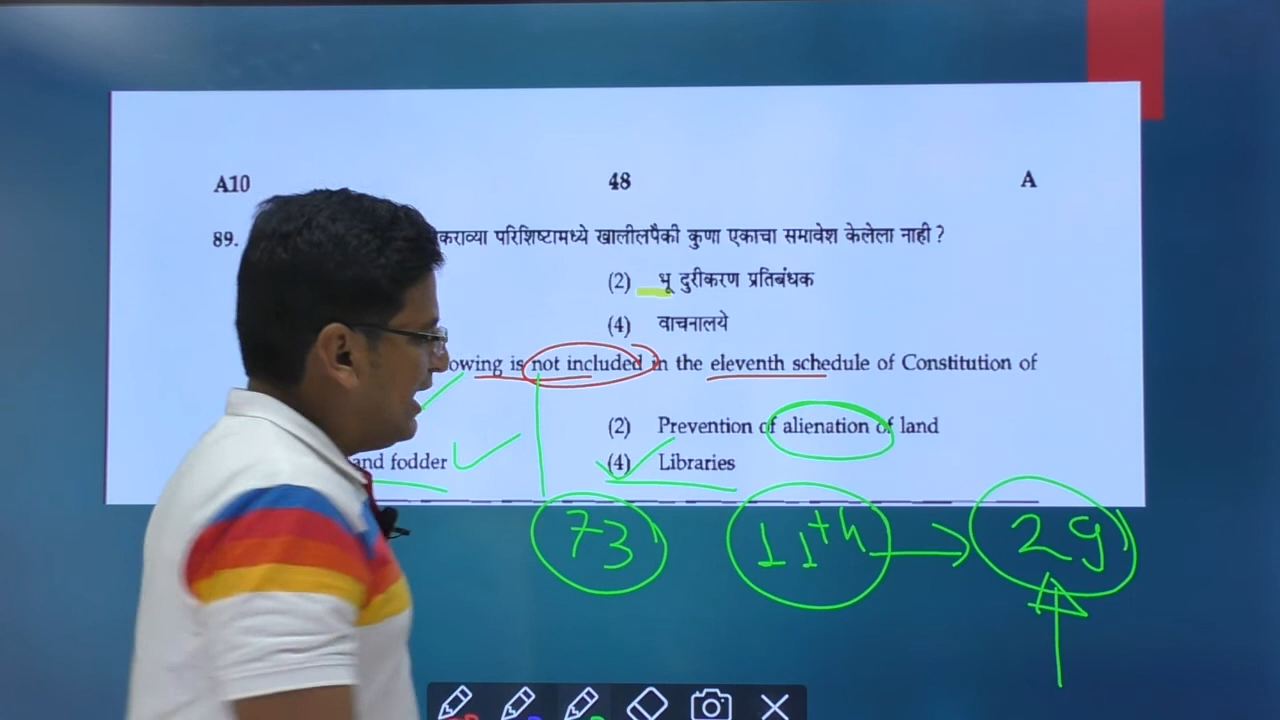 A10 48 A
89. कराव्या परिशिष्टामध्ये खालीलपैकी कुणा एकाचा समावेश केलेला नाही ?
(2) भू दुरीकरण प्रतिबंधक
(4) वाचनालये
owing is not included in the eleventh schedule of Constitution of
(2) Prevention of alienation of land
and fodder (4) Libraries
73 11th 29